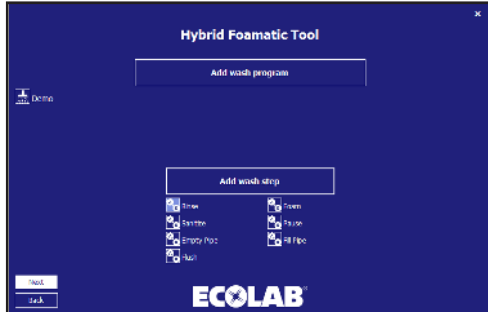 ×
Hybrid Foamatic Tool
Add wash program
Demo
Add wash step
Rinse
Foam
Sanitize
Pause
Empty Pipe
Fill Pipe
Flush
Next
Back
ECOLAB®